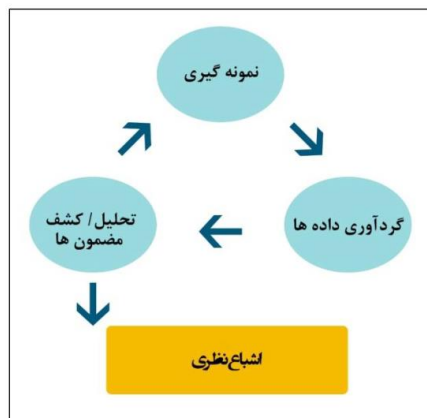 نمونه گیری
گردآوری داده ها
تحلیل/ کشف
مضمون ها
اشباع نظری